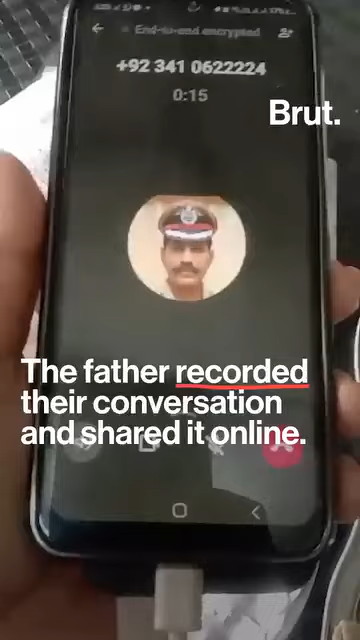 End-to-end encrypted
+92 341 0622224
0:15
Brut.
The father recorded
their conversation
and shared it online.